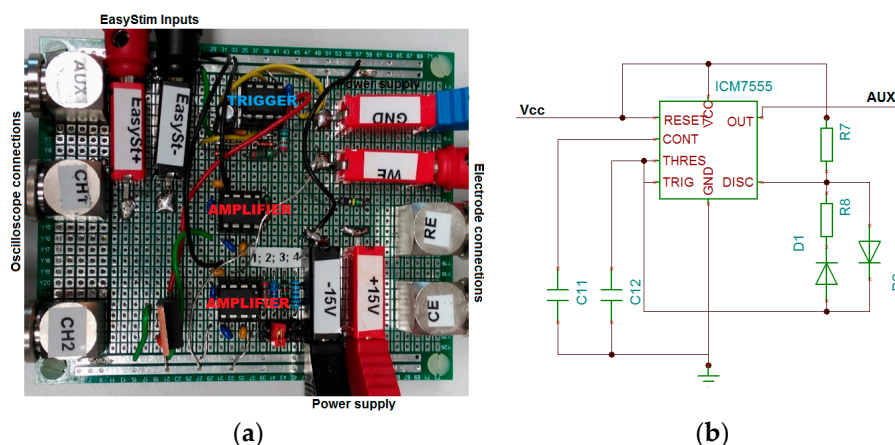 EasyStim Inputs
AUX
EasySt+
EasySt-
TRIGGER
Power supply
GND
WE
Oscilloscope connections
CH1
AMPLIFIER
Electrode connections
RE
1; 2; 3; 4
AMPLIFIER
-15V
+15V
CE
CH2
Power supply
(a)
ICM7555
Vcc
AUX
RESET
VCC
OUT
CONT
THRES
TRIG
GND
DISC
R7
R8
D1
C11
C12
(b)